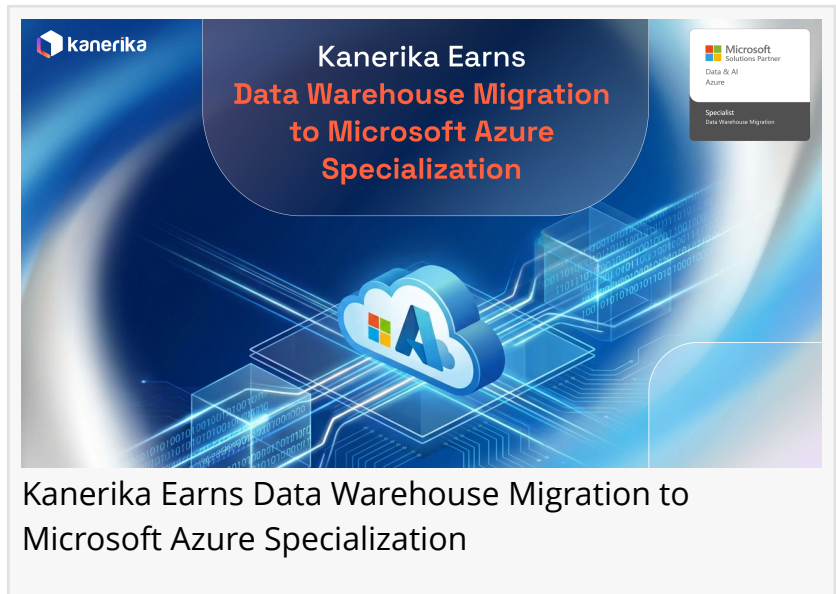 kanerika
Kanerika Earns
Data Warehouse Migration
to Microsoft Azure
Specialization
Microsoft
Solutions Partner
Data & AI
Azure
Specialist
Data Warehouse Migration
Kanerika Earns Data Warehouse Migration to
Microsoft Azure Specialization